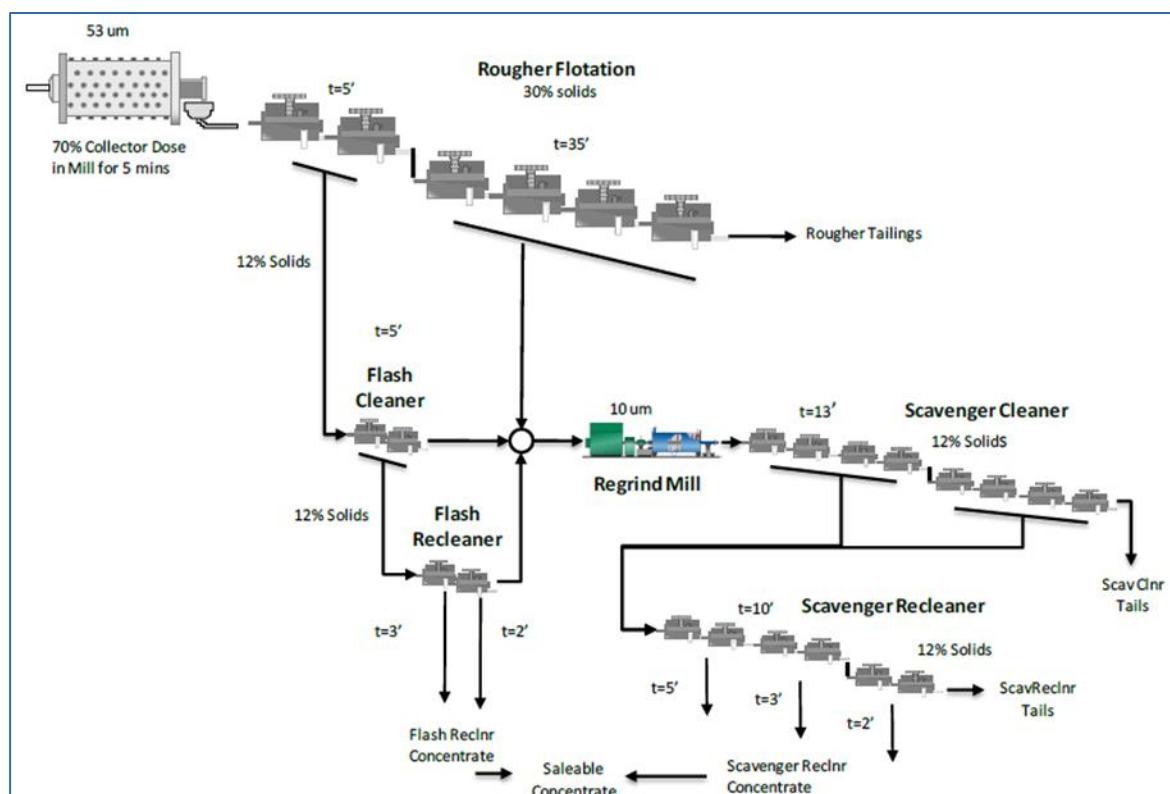 53 um
70% Collector Dose
in Mill for 5 mins
t=5′
Rougher Flotation
30% solids
t=35′
Rougher Tailings
12% Solids
t=5′
Flash
Cleaner
12% Solids
Flash
Recleaner
t=3′
t=2′
Flash Reclnr
Concentrate
10 um
Regrind Mill
t=13′
Scavenger Cleaner
12% Solids
Scav Clnr
Tails
t=10′
Scavenger Recleaner
12% Solids
t=5′
t=3′
t=2′
ScavReclnr
Tails
Scavenger Reclnr
Concentrate
Saleable
Concentrate